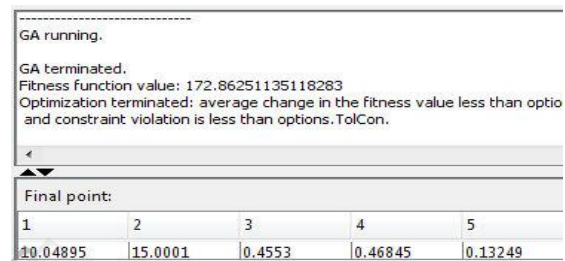 GA running.
GA terminated.
Fitness function value: 172.86251135118283
Optimization terminated: average change in the fitness value less than optio
and constraint violation is less than options.TolCon.
Final point:
1 2 3 4 5
10.04895 15.0001 0.4553 0.46845 0.13249